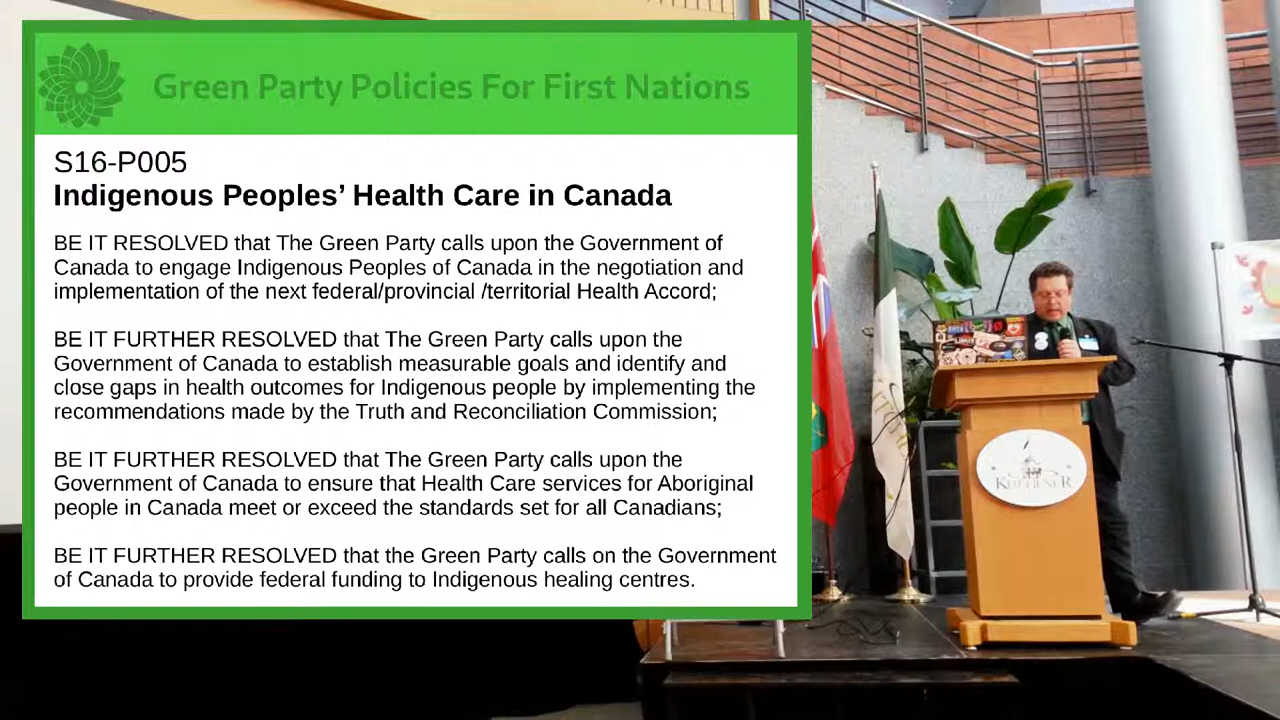 Green Party Policies For First Nations
S16-P005
Indigenous Peoples’ Health Care in Canada
BE IT RESOLVED that The Green Party calls upon the Government of
Canada to engage Indigenous Peoples of Canada in the negotiation and
implementation of the next federal/provincial /territorial Health Accord;
BE IT FURTHER RESOLVED that The Green Party calls upon the
Government of Canada to establish measurable goals and identify and
close gaps in health outcomes for Indigenous people by implementing the
recommendations made by the Truth and Reconciliation Commission;
BE IT FURTHER RESOLVED that The Green Party calls upon the
Government of Canada to ensure that Health Care services for Aboriginal
people in Canada meet or exceed the standards set for all Canadians;
BE IT FURTHER RESOLVED that the Green Party calls on the Government
of Canada to provide federal funding to Indigenous healing centres.
KITCHENER